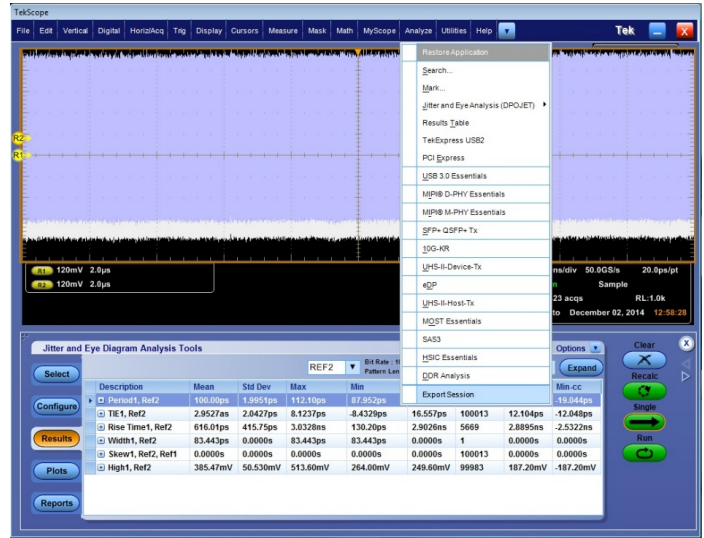 TekScope
File Edit Vertical Digital Horiz/Acq Trig Display Cursors Measure Mask Math MyScope Analyze Utilities Help Tek X
Restore Application
Search...
Mark...
Jitter and Eye Analysis (DPOJET)
Results Table
TekExpress USB2
PCI Express
USB 3.0 Essentials
MIPI® D-PHY Essentials
MIPI® M-PHY Essentials
SFP+ QSFP+ Tx
10G-KR
UHS-II-Device-Tx
eDP
UHS-II-Host-Tx
MOST Essentials
SAS3
HSIC Essentials
DDR Analysis
Export Session
R2
R1
R1 120mV 2.0µs
R2 120mV 2.0µs
ns/div 50.0GS/s 20.0ps/pt
Sample
23 acqs RL:1.0k
to December 02, 2014 12:58:28
Jitter and Eye Diagram Analysis Tools
Options
Clear
X
Select
Configure
Results
Plots
Reports
REF2
Bit Rate :
Pattern Len
Expand
Recalc
Single
Run
Description Mean Std Dev Max Min Min-cc
Period1, Ref2 100.00ps 1.9951ps 112.10ps 87.952ps -19.044ps
TIE1, Ref2 2.9527as 2.0427ps 8.1237ps -8.4329ps 16.557ps 100013 12.104ps -12.048ps
Rise Time1, Ref2 616.01ps 415.75ps 3.0328ns 130.20ps 2.9026ns 5669 2.8895ns -2.5322ns
Width1, Ref2 83.443ps 0.0000s 83.443ps 83.443ps 0.0000s 1 0.0000s 0.0000s
Skew1, Ref2, Ref1 0.0000s 0.0000s 0.0000s 0.0000s 0.0000s 100013 0.0000s 0.0000s
High1, Ref2 385.47mV 50.530mV 513.60mV 264.00mV 249.60mV 99983 187.20mV -187.20mV